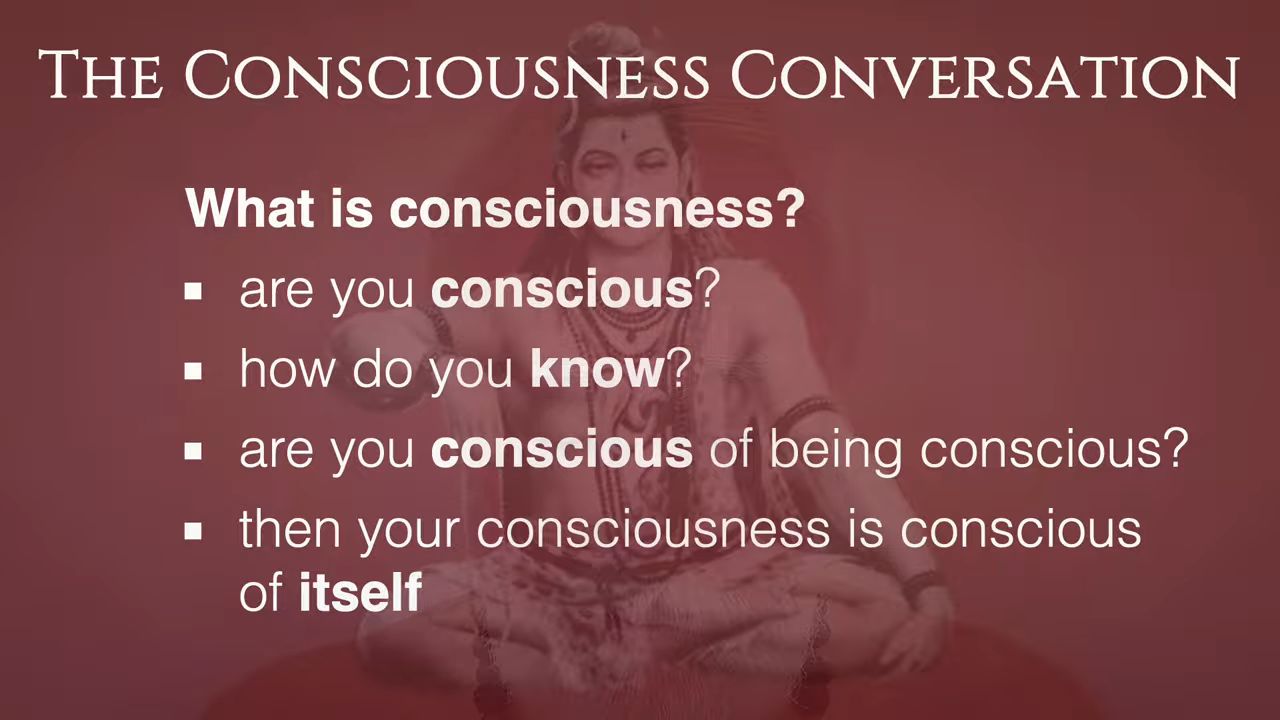 The Consciousness Conversation
What is consciousness?
▪ are you conscious?
▪ how do you know?
▪ are you conscious of being conscious?
▪ then your consciousness is conscious
of itself